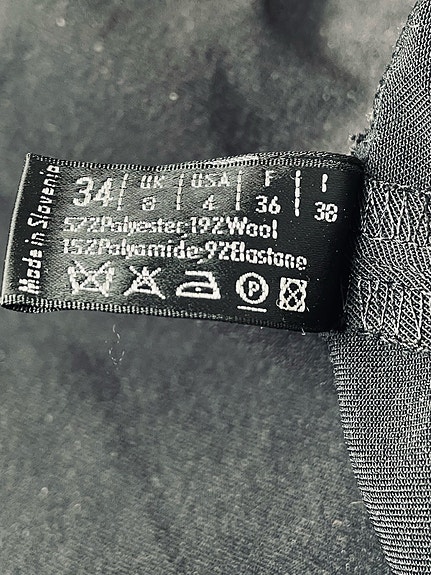 Made in Slovenia
34 | UK 8 | USA 4 | F 36 | I 38
57%Polyester,19%Wool
15%Polyamide,9%Elastane
P